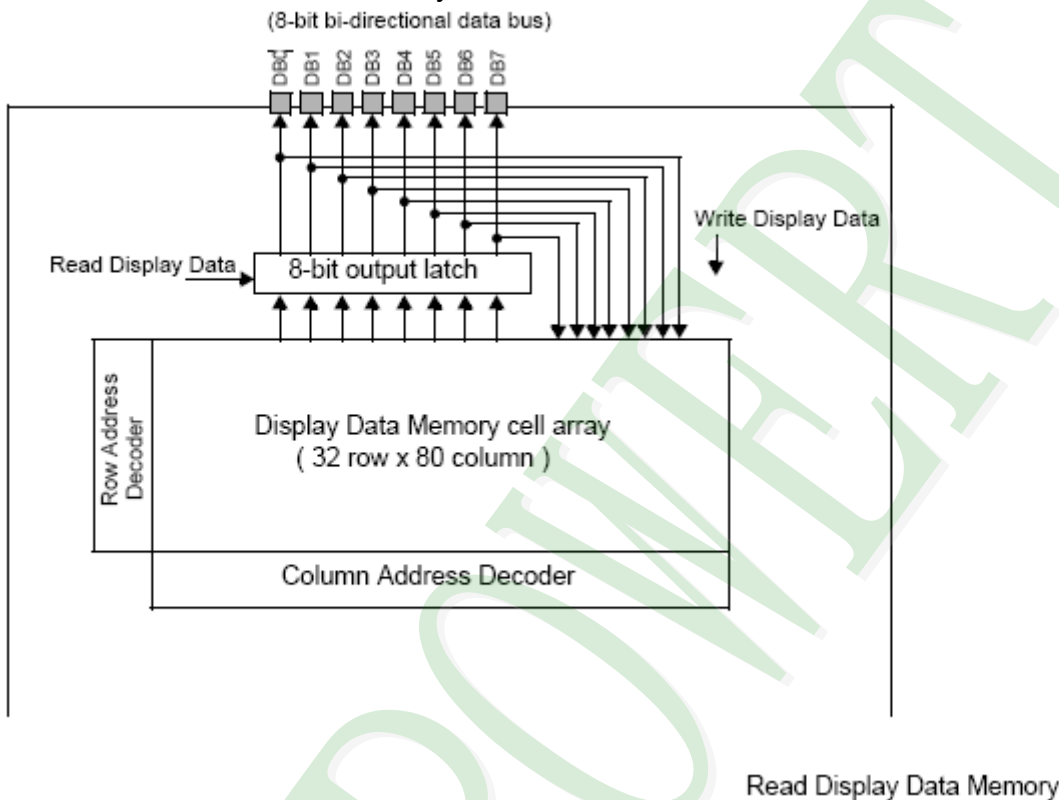 (8-bit bi-directional data bus)
DB0 DB1 DB2 DB3 DB4 DB5 DB6 DB7
Write Display Data
Read Display Data
8-bit output latch
Row Address
Decoder
Display Data Memory cell array
( 32 row x 80 column )
Column Address Decoder
Read Display Data Memory
POWERT